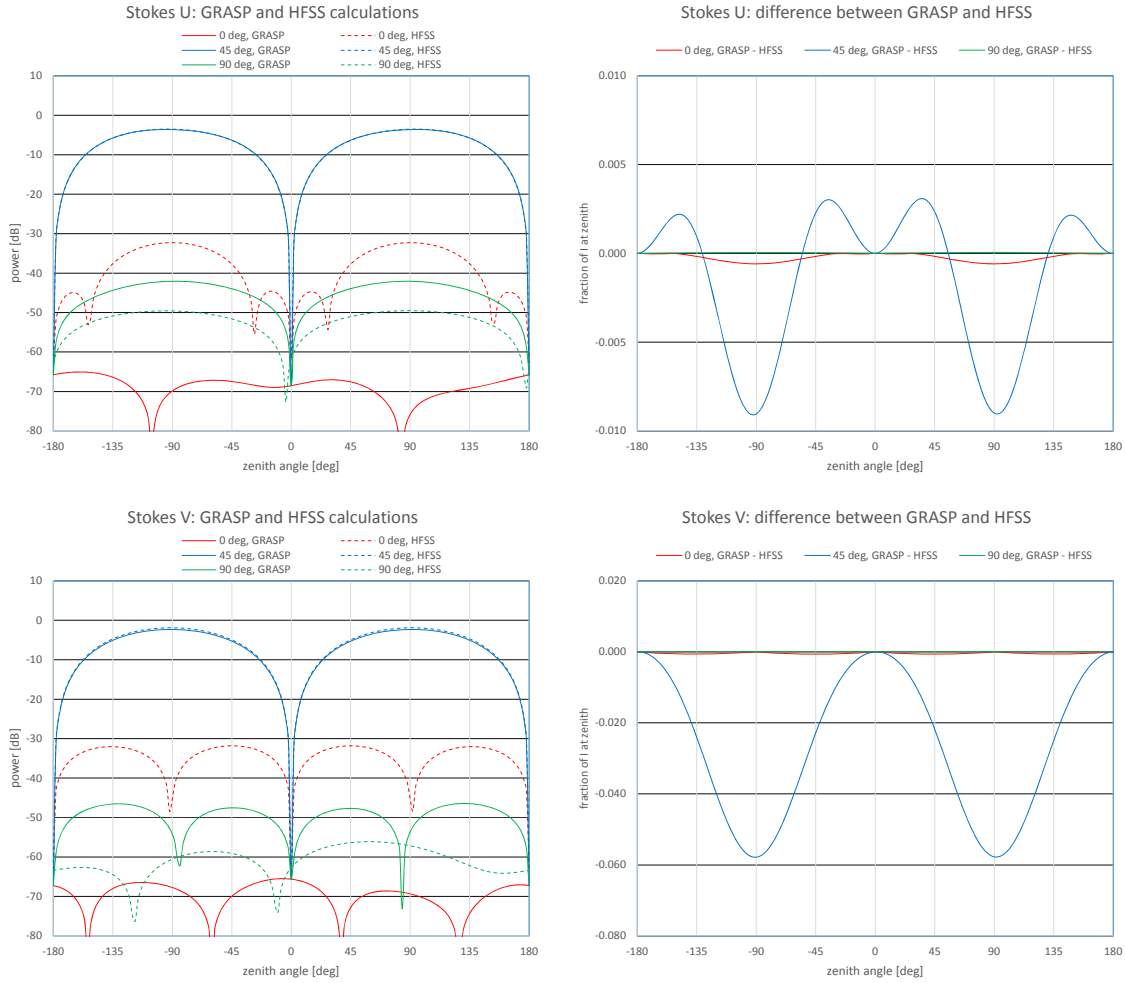 Stokes U: GRASP and HFSS calculations
0 deg, GRASP 0 deg, HFSS
45 deg, GRASP 45 deg, HFSS
90 deg, GRASP 90 deg, HFSS
10
0
-10
-20
-30
-40
-50
-60
-70
-80
power [dB]
-180 -135 -90 -45 0 45 90 135 180
zenith angle [deg]
Stokes U: difference between GRASP and HFSS
0 deg, GRASP - HFSS 45 deg, GRASP - HFSS 90 deg, GRASP - HFSS
0.010
0.005
0.000
-0.005
-0.010
fraction of I at zenith
-180 -135 -90 -45 0 45 90 135 180
zenith angle [deg]
Stokes V: GRASP and HFSS calculations
0 deg, GRASP 0 deg, HFSS
45 deg, GRASP 45 deg, HFSS
90 deg, GRASP 90 deg, HFSS
10
0
-10
-20
-30
-40
-50
-60
-70
-80
power [dB]
-180 -135 -90 -45 0 45 90 135 180
zenith angle [deg]
Stokes V: difference between GRASP and HFSS
0 deg, GRASP - HFSS 45 deg, GRASP - HFSS 90 deg, GRASP - HFSS
0.020
0.000
-0.020
-0.040
-0.060
-0.080
fraction of I at zenith
-180 -135 -90 -45 0 45 90 135 180
zenith angle [deg]